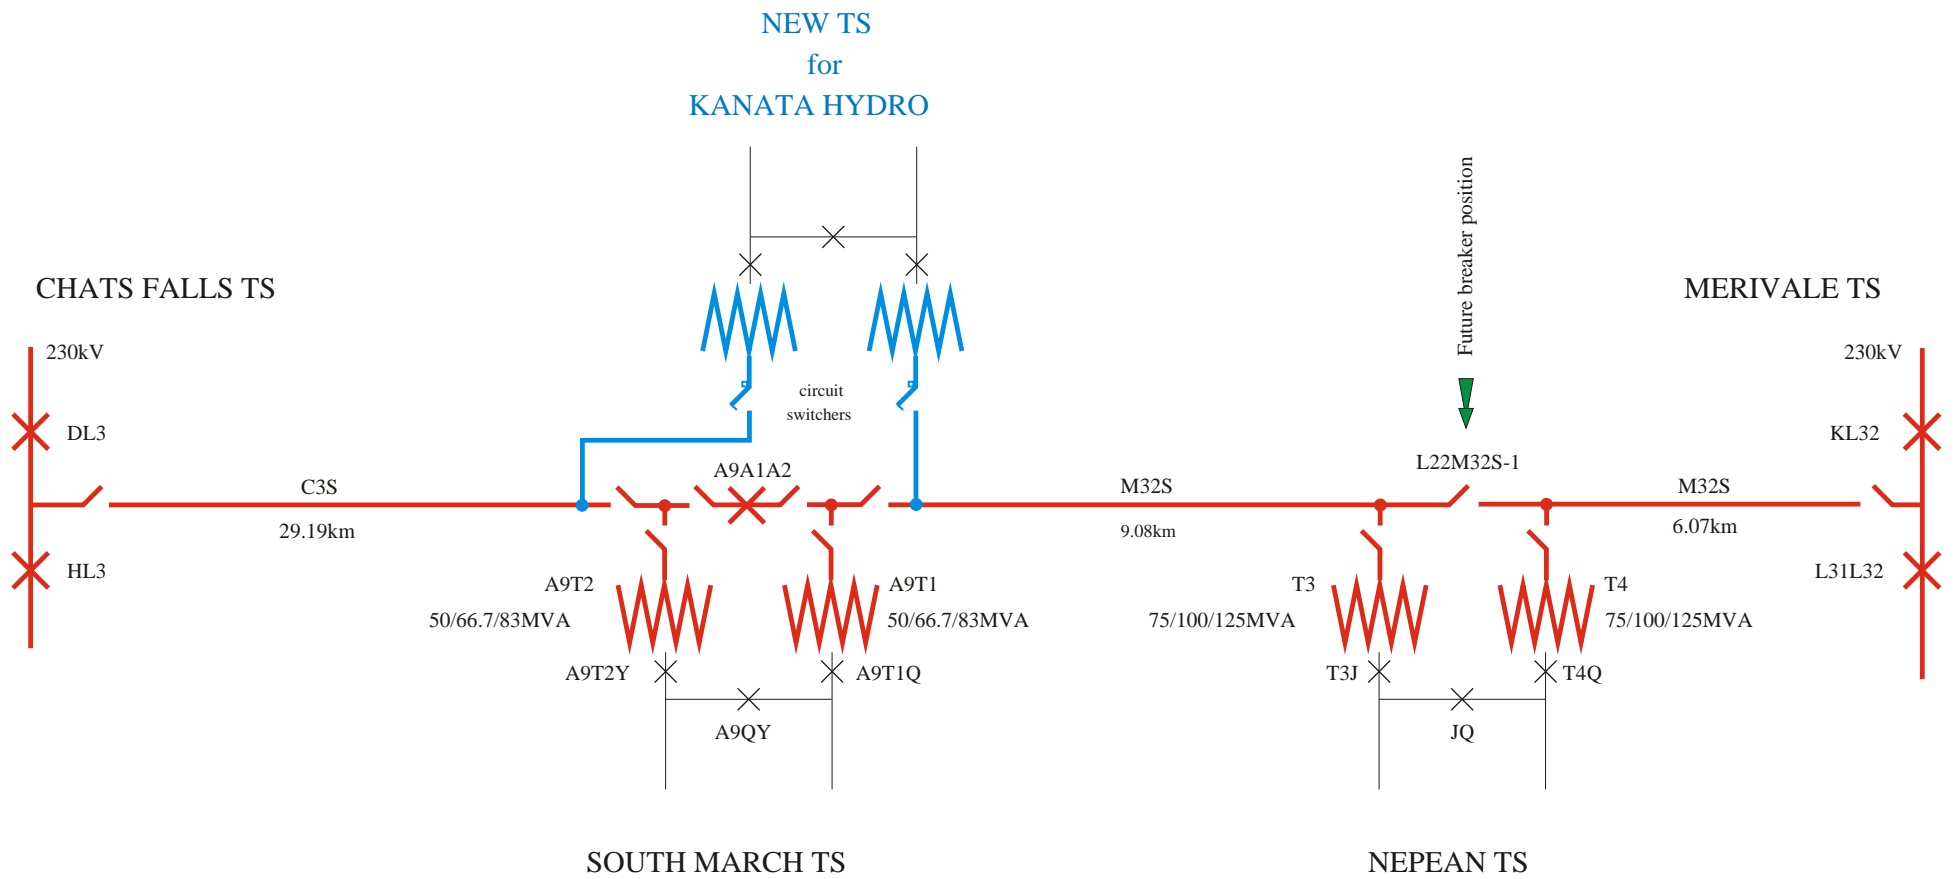 NEW TS
for
KANATA HYDRO
Future breaker position
CHATS FALLS TS
MERIVALE TS
230kV
230kV
circuit
switchers
DL3
KL32
L22M32S-1
A9A1A2
C3S
M32S
M32S
29.19km
9.08km
6.07km
HL3
L31L32
A9T2
A9T1
T3
T4
50/66.7/83MVA
50/66.7/83MVA
75/100/125MVA
75/100/125MVA
A9T2Y
A9T1Q
T3J
T4Q
A9QY
JQ
SOUTH MARCH TS
NEPEAN TS